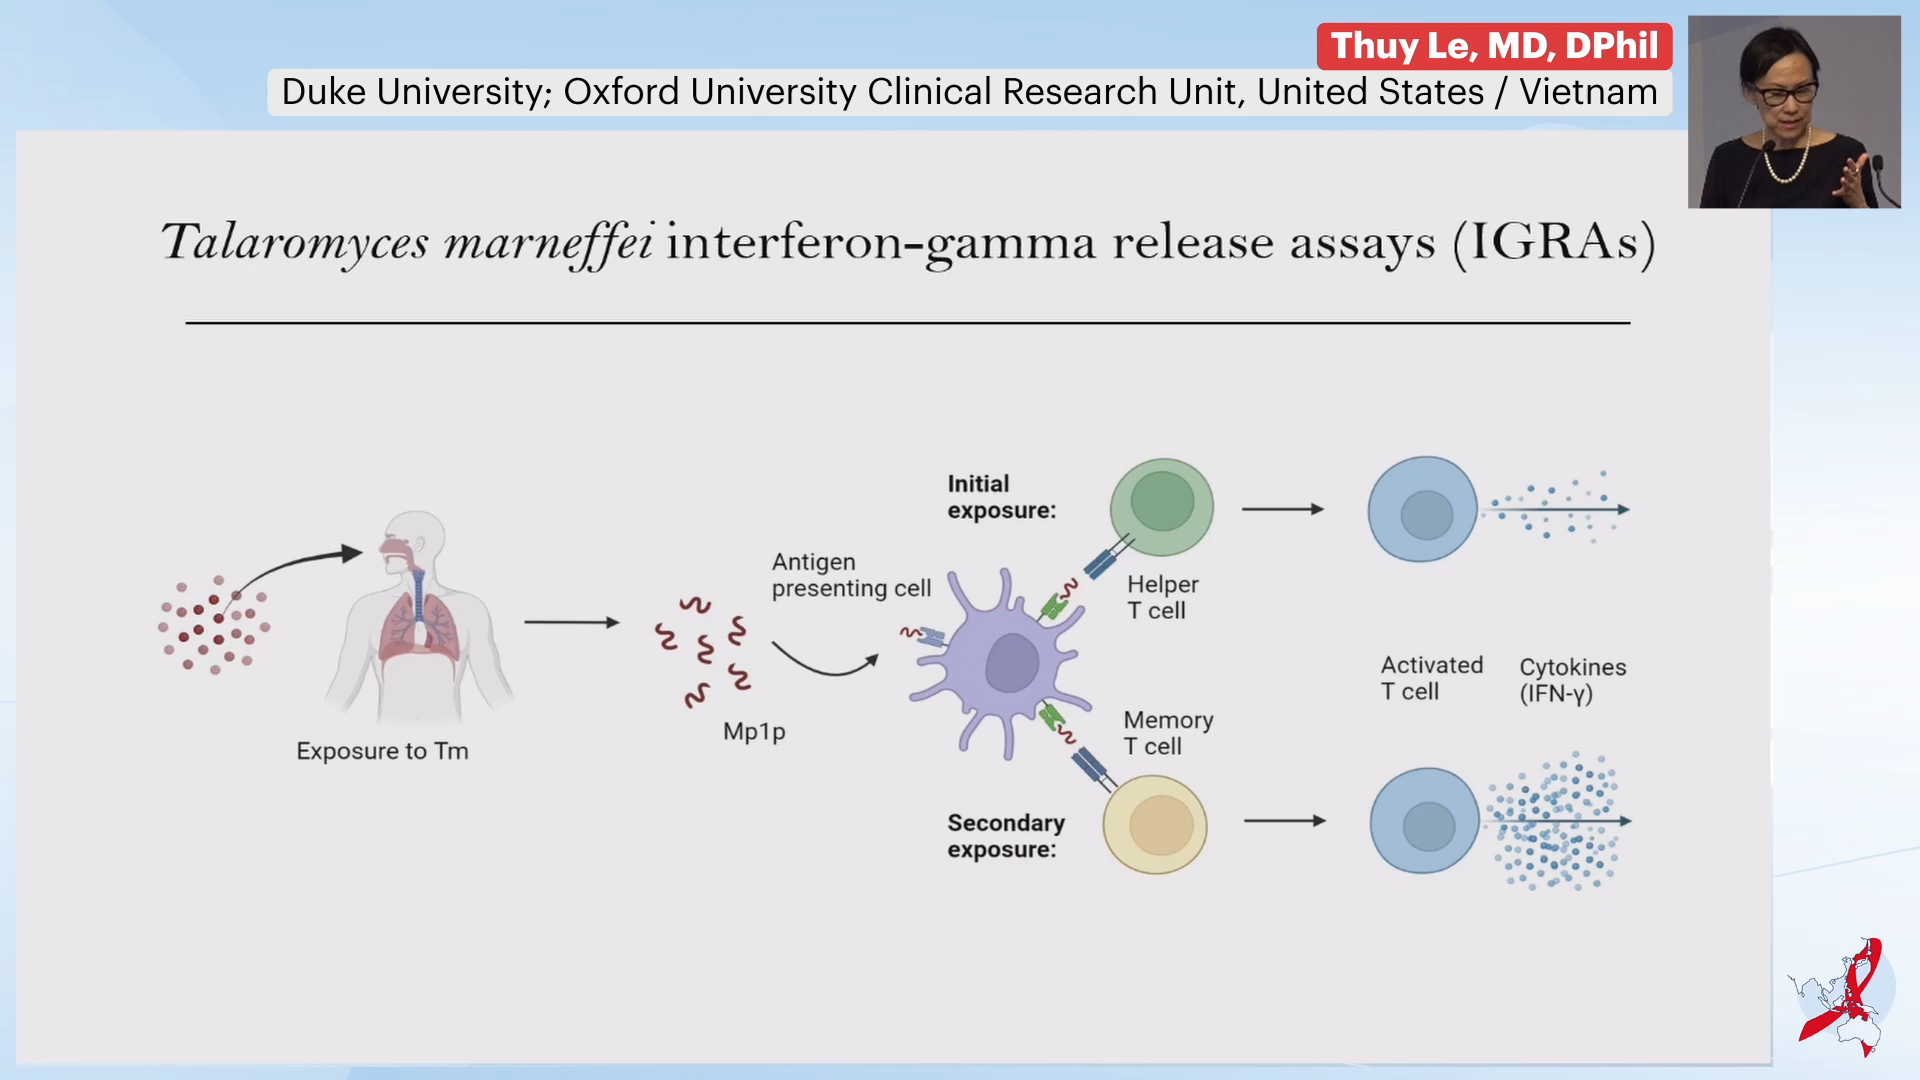 Thuy Le, MD, DPhil
Duke University; Oxford University Clinical Research Unit, United States / Vietnam
Talaromyces marneffei interferon-gamma release assays (IGRAs)
Exposure to Tm
Mp1p
Antigen
presenting cell
Initial
exposure:
Helper
T cell
Memory
T cell
Secondary
exposure:
Activated
T cell
Cytokines
(IFN-γ)